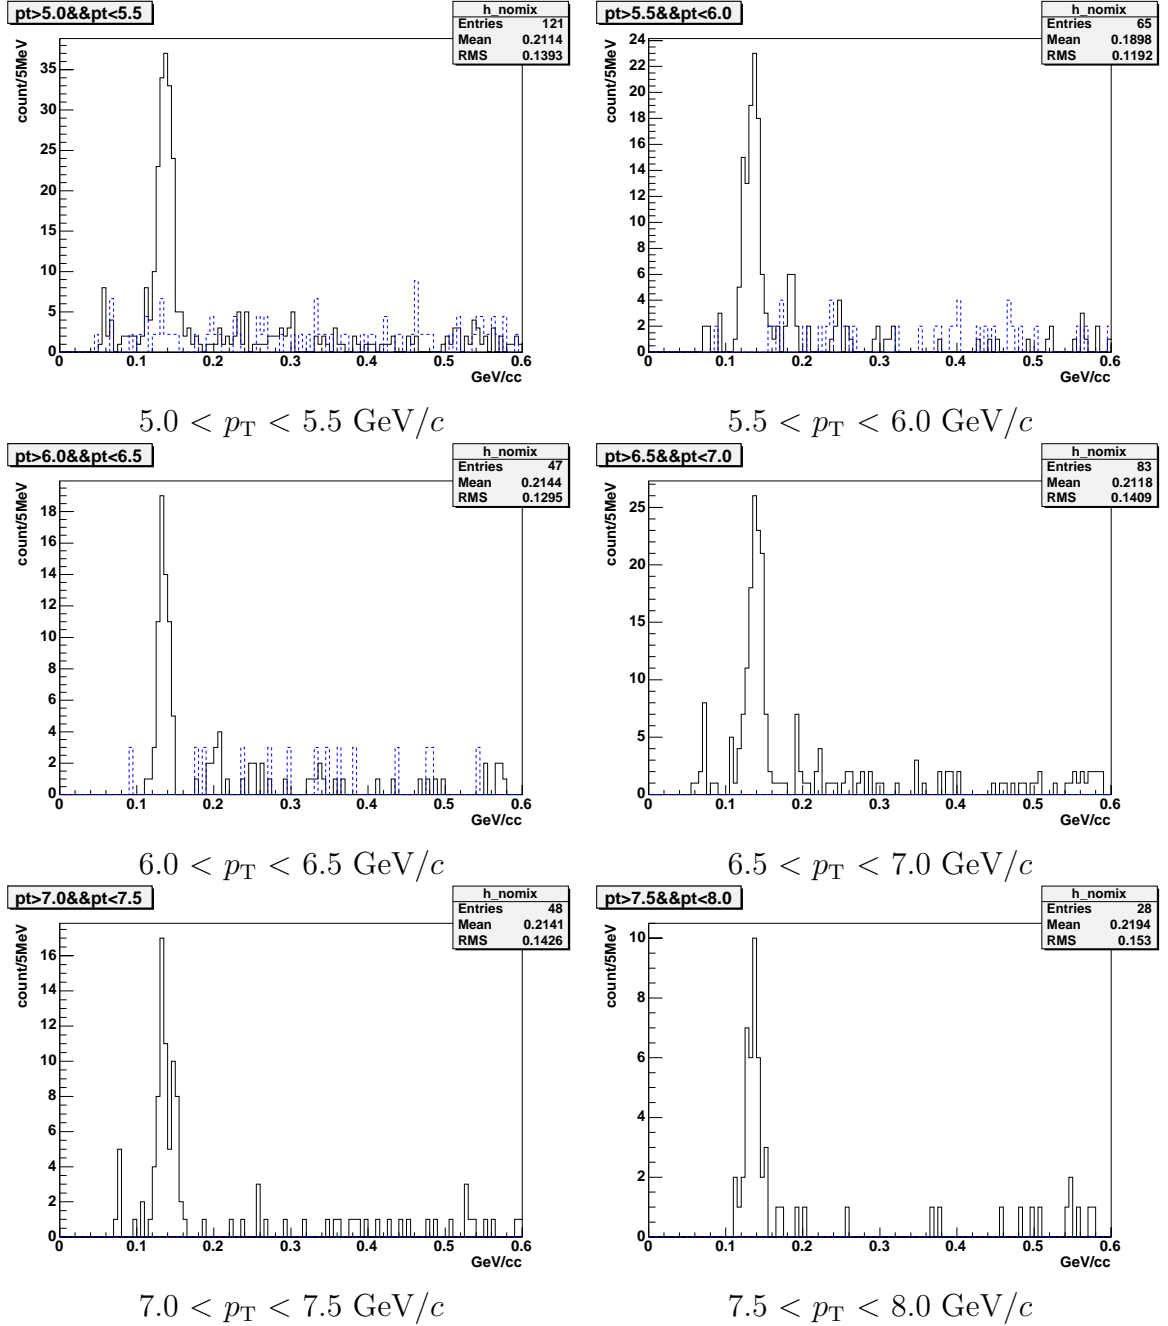 pt>5.0&&pt<5.5
h_nomix
Entries 121
Mean 0.2114
RMS 0.1393
count/5MeV
35
30
25
20
15
10
5
0
0 0.1 0.2 0.3 0.4 0.5 0.6
GeV/cc
5.0 < pT < 5.5 GeV/c
pt>5.5&&pt<6.0
h_nomix
Entries 65
Mean 0.1898
RMS 0.1192
count/5MeV
24
22
20
18
16
14
12
10
8
6
4
2
0
0 0.1 0.2 0.3 0.4 0.5 0.6
GeV/cc
5.5 < pT < 6.0 GeV/c
pt>6.0&&pt<6.5
h_nomix
Entries 47
Mean 0.2144
RMS 0.1295
count/5MeV
18
16
14
12
10
8
6
4
2
0
0 0.1 0.2 0.3 0.4 0.5 0.6
GeV/cc
6.0 < pT < 6.5 GeV/c
pt>6.5&&pt<7.0
h_nomix
Entries 83
Mean 0.2118
RMS 0.1409
count/5MeV
25
20
15
10
5
0
0 0.1 0.2 0.3 0.4 0.5 0.6
GeV/cc
6.5 < pT < 7.0 GeV/c
pt>7.0&&pt<7.5
h_nomix
Entries 48
Mean 0.2141
RMS 0.1426
count/5MeV
16
14
12
10
8
6
4
2
0
0 0.1 0.2 0.3 0.4 0.5 0.6
GeV/cc
7.0 < pT < 7.5 GeV/c
pt>7.5&&pt<8.0
h_nomix
Entries 28
Mean 0.2194
RMS 0.153
count/5MeV
10
8
6
4
2
0
0 0.1 0.2 0.3 0.4 0.5 0.6
GeV/cc
7.5 < pT < 8.0 GeV/c